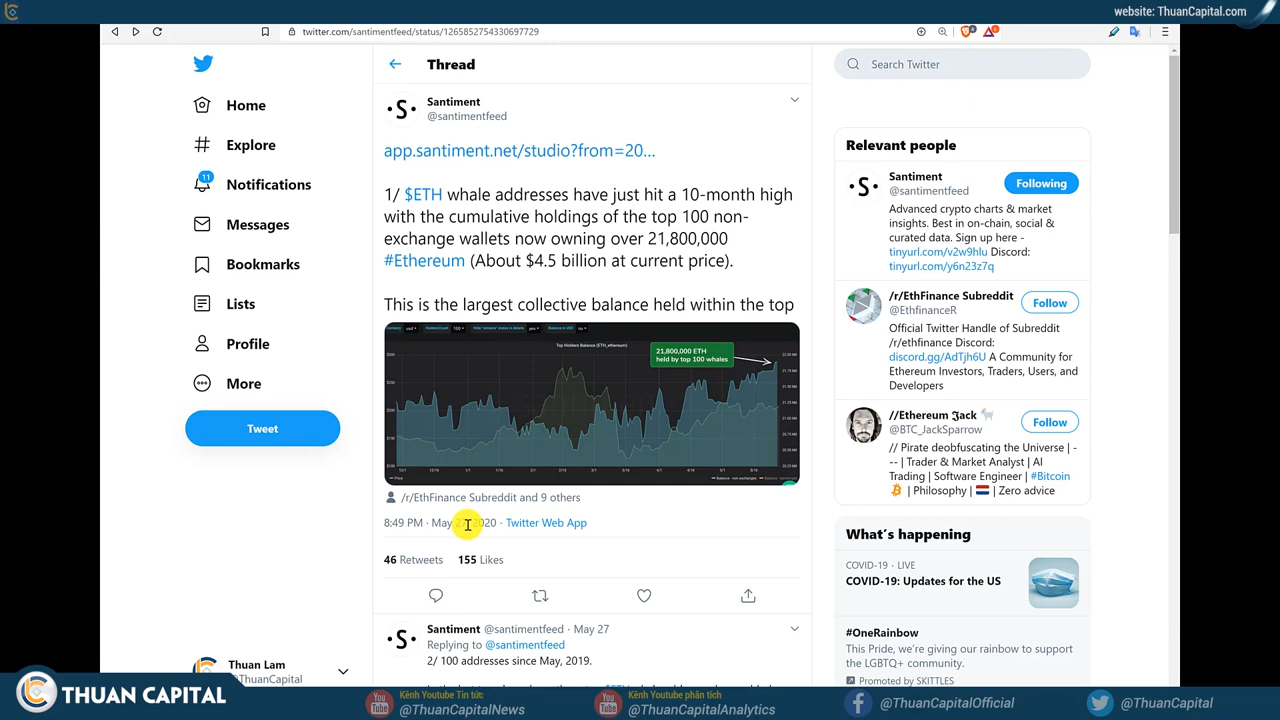 website: ThuanCapital.com
twitter.com/santimentfeed/status/1265852754330697729
Thread
Search Twitter
Home
Explore
11
Notifications
Messages
Bookmarks
Lists
Profile
More
Tweet
Thuan Lam
@ThuanCapital
Santiment
@santimentfeed
app.santiment.net/studio?from=20...
1/ $ETH whale addresses have just hit a 10-month high
with the cumulative holdings of the top 100 non-
exchange wallets now owning over 21,800,000
#Ethereum (About $4.5 billion at current price).
This is the largest collective balance held within the top
Top Holders Balance (ETH_ethereum)
21,800,000 ETH
held by top 100 whales
/r/EthFinance Subreddit and 9 others
8:49 PM · May 2 2020 · Twitter Web App
46 Retweets 155 Likes
Santiment @santimentfeed · May 27
Replying to @santimentfeed
2/ 100 addresses since May, 2019.
Relevant people
Santiment
@santimentfeed
Following
Advanced crypto charts & market
insights. Best in on-chain, social &
curated data. Sign up here -
tinyurl.com/v2w9hlu Discord:
tinyurl.com/y6n23z7q
/r/EthFinance Subreddit
@EthfinanceR
Follow
Official Twitter Handle of Subreddit
/r/ethfinance Discord:
discord.gg/AdTjh6U A Community for
Ethereum Investors, Traders, Users, and
Developers
//Ethereum Jack 🐐
@BTC_JackSparrow
Follow
// Pirate deobfuscating the Universe | -
-- | Trader & Market Analyst | AI
Trading | Software Engineer | #Bitcoin
| Philosophy | 🇳🇱 | Zero advice
What's happening
COVID-19 · LIVE
COVID-19: Updates for the US
#OneRainbow
This Pride, we're giving our rainbow to support
the LGBTQ+ community.
Promoted by SKITTLES
THUAN CAPITAL
Kênh Youtube Tin tức
@ThuanCapitalNews
Kênh Youtube phân tích
@ThuanCapitalAnalytics
@ThuanCapitalOfficial
@ThuanCapital